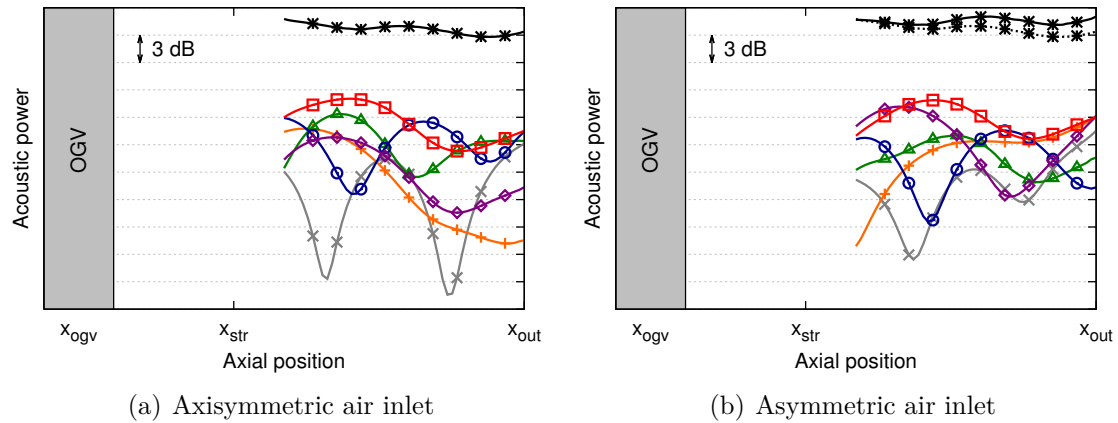 3 dB
OGV
Acoustic power
x_ogv x_str x_out
Axial position
(a) Axisymmetric air inlet
3 dB
OGV
Acoustic power
x_ogv x_str x_out
Axial position
(b) Asymmetric air inlet